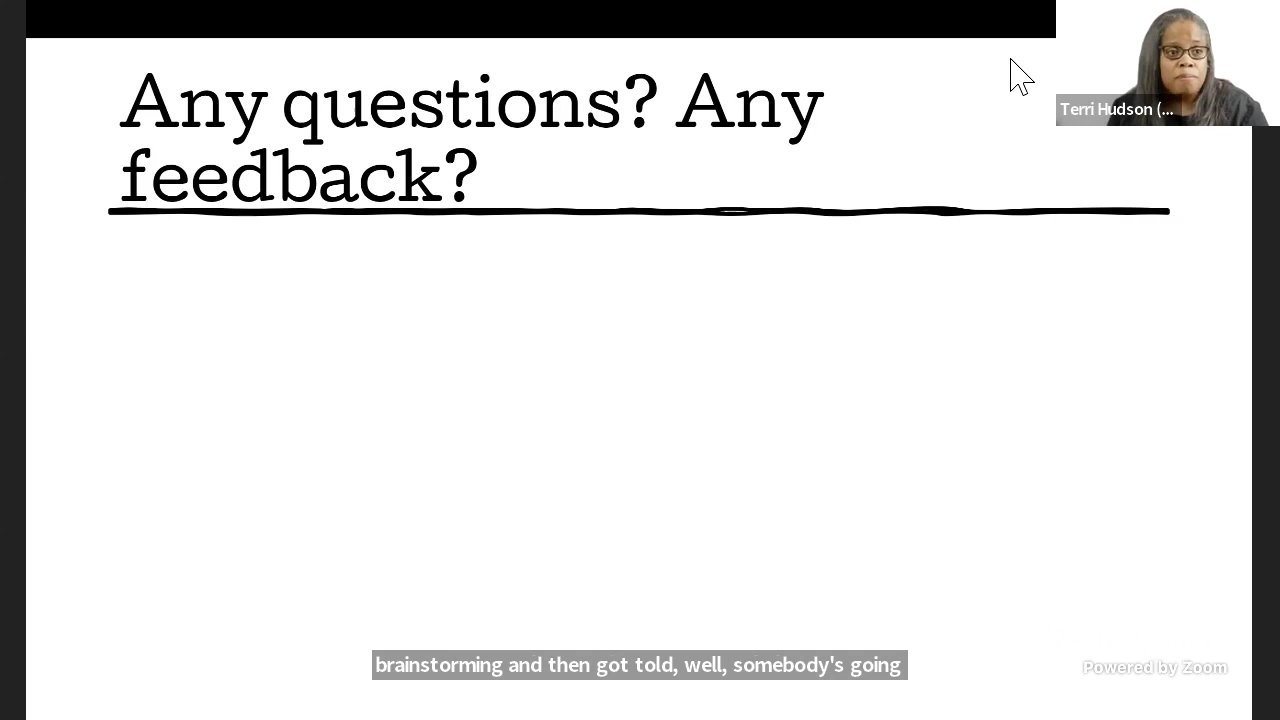 Any questions? Any
feedback?
Terri Hudson (...
brainstorming and then got told, well, somebody's going
Powered by Zoom